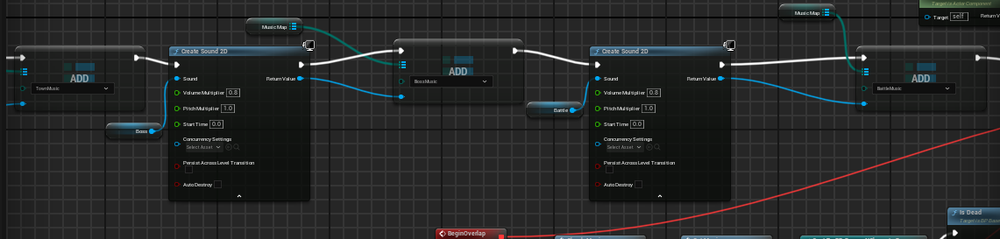 Target is Actor Component
Music Map
Music Map
Target self Return V
Create Sound 2D
Create Sound 2D
ADD
ADD
ADD
Sound Return Value
Sound Return Value
TownMusic
BossMusic
BattleMusic
Volume Multiplier 0.8
Volume Multiplier 0.8
Pitch Multiplier 1.0
Pitch Multiplier 1.0
Battle
Start Time 0.0
Start Time 0.0
Boss
Concurrency Settings
Concurrency Settings
Select Asset
Select Asset
Persist Across Level Transition
Persist Across Level Transition
Auto Destroy
Auto Destroy
Is Dead
BeginOverlap